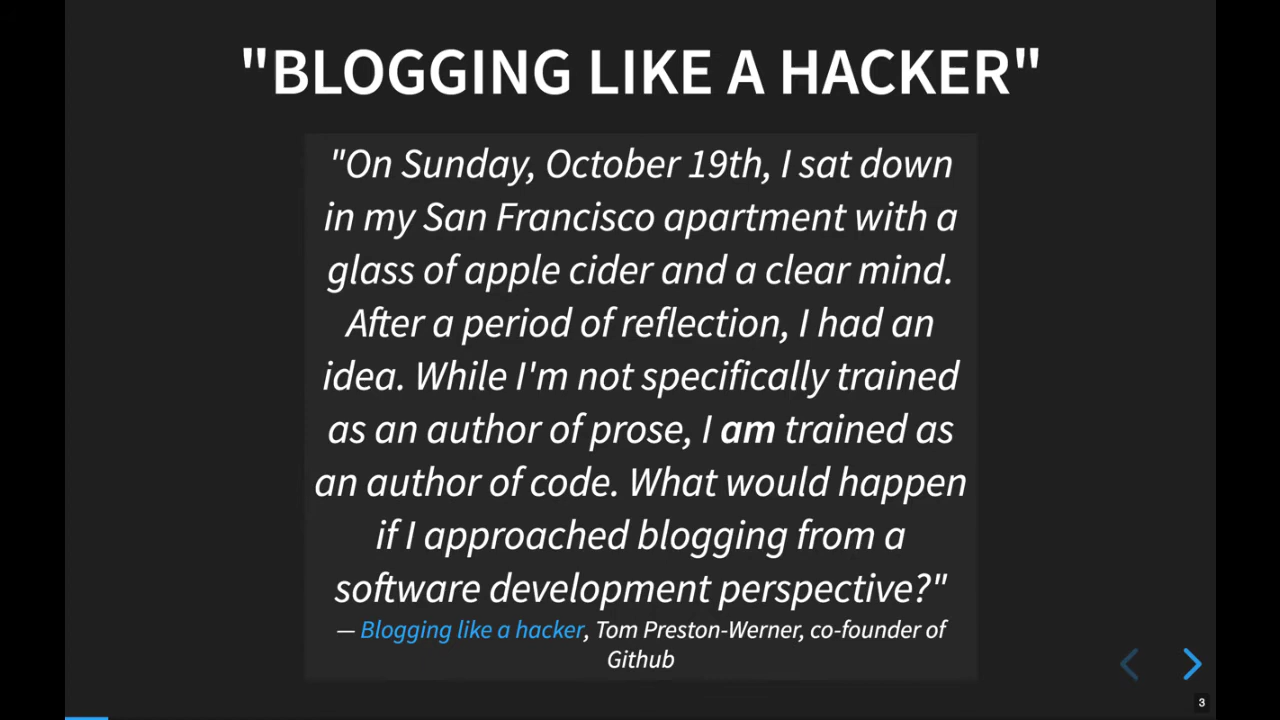 "BLOGGING LIKE A HACKER"
"On Sunday, October 19th, I sat down
in my San Francisco apartment with a
glass of apple cider and a clear mind.
After a period of reflection, I had an
idea. While I'm not specifically trained
as an author of prose, I am trained as
an author of code. What would happen
if I approached blogging from a
software development perspective?"
— Blogging like a hacker, Tom Preston-Werner, co-founder of
Github
3